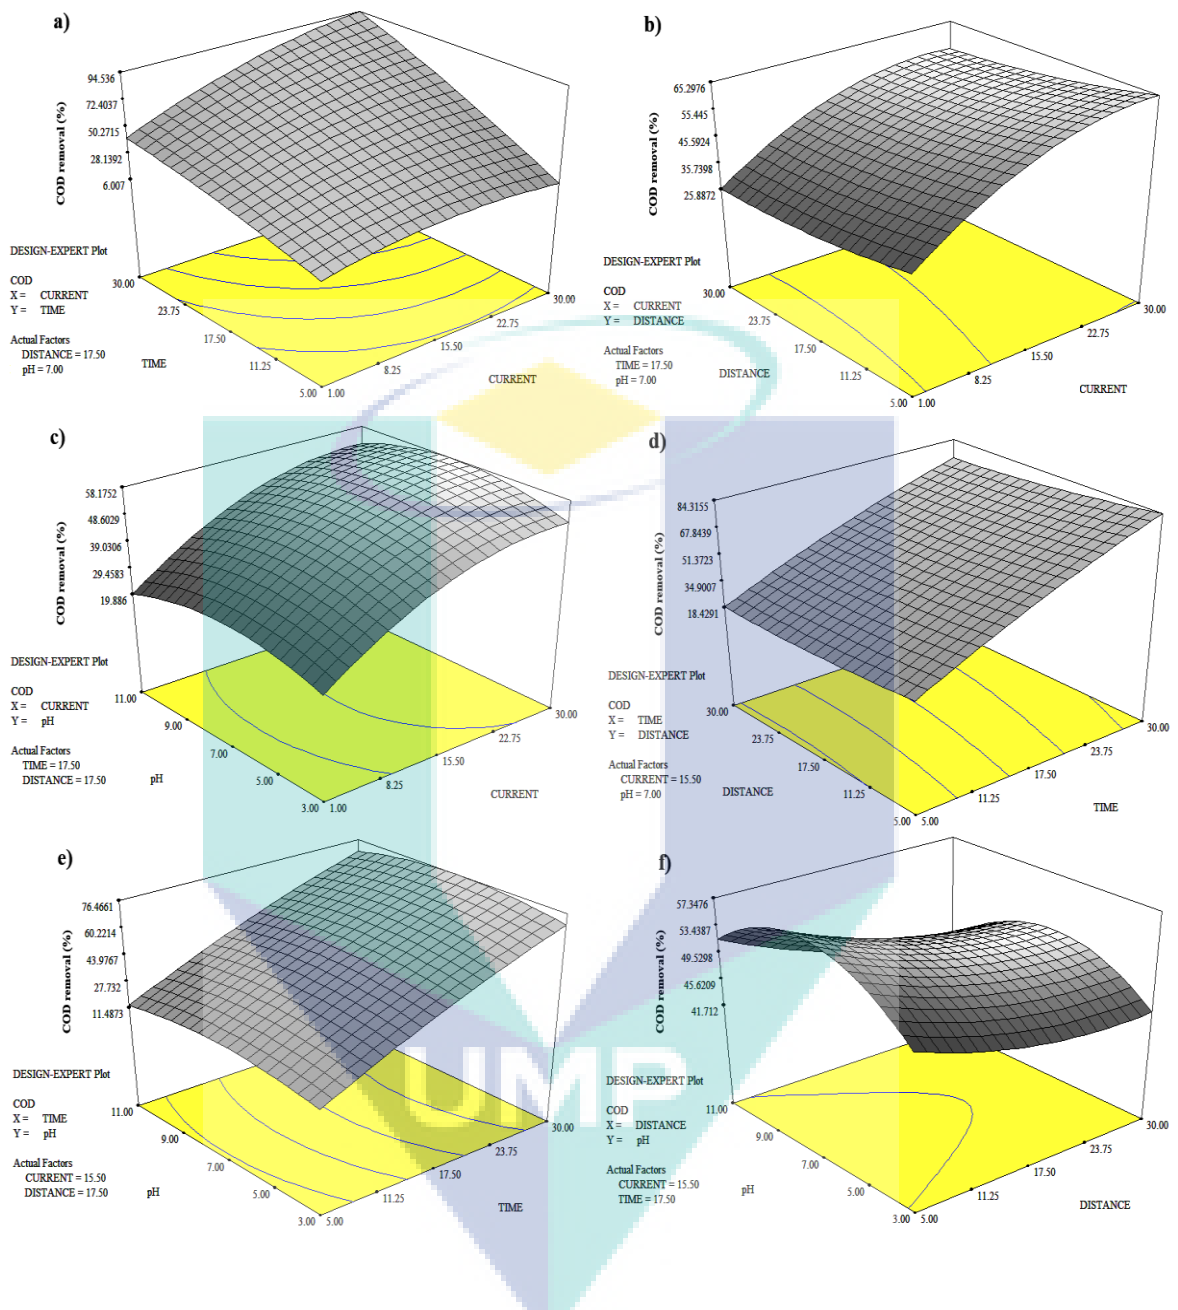 a)
94.536
72.4037
50.2715
28.1392
6.007
COD removal (%)
DESIGN-EXPERT Plot
COD
X = CURRENT
Y = TIME
Actual Factors
DISTANCE = 17.50
pH = 7.00
30.00
23.75
17.50
11.25
5.00
TIME
1.00
8.25
15.50
22.75
30.00
CURRENT
b)
65.2976
55.445
45.5924
35.7398
25.8872
COD removal (%)
DESIGN-EXPERT Plot
COD
X = CURRENT
Y = DISTANCE
Actual Factors
TIME = 17.50
pH = 7.00
30.00
23.75
17.50
11.25
5.00
DISTANCE
1.00
8.25
15.50
22.75
30.00
CURRENT
c)
58.1752
48.6029
39.0306
29.4583
19.886
COD removal (%)
DESIGN-EXPERT Plot
COD
X = CURRENT
Y = pH
Actual Factors
TIME = 17.50
DISTANCE = 17.50
11.00
9.00
7.00
5.00
3.00
pH
1.00
8.25
15.50
22.75
30.00
CURRENT
d)
84.3155
67.8439
51.3723
34.9007
18.4291
COD removal (%)
DESIGN-EXPERT Plot
COD
X = TIME
Y = DISTANCE
Actual Factors
CURRENT = 15.50
pH = 7.00
30.00
23.75
17.50
11.25
5.00
DISTANCE
5.00
11.25
17.50
23.75
30.00
TIME
e)
76.4661
60.2214
43.9767
27.732
11.4873
COD removal (%)
DESIGN-EXPERT Plot
COD
X = TIME
Y = pH
Actual Factors
CURRENT = 15.50
DISTANCE = 17.50
11.00
9.00
7.00
5.00
3.00
pH
5.00
11.25
17.50
23.75
30.00
TIME
f)
57.3476
53.4387
49.5298
45.6209
41.712
COD removal (%)
DESIGN-EXPERT Plot
COD
X = DISTANCE
Y = pH
Actual Factors
CURRENT = 15.50
TIME = 17.50
11.00
9.00
7.00
5.00
3.00
pH
5.00
11.25
17.50
23.75
30.00
DISTANCE
UMP